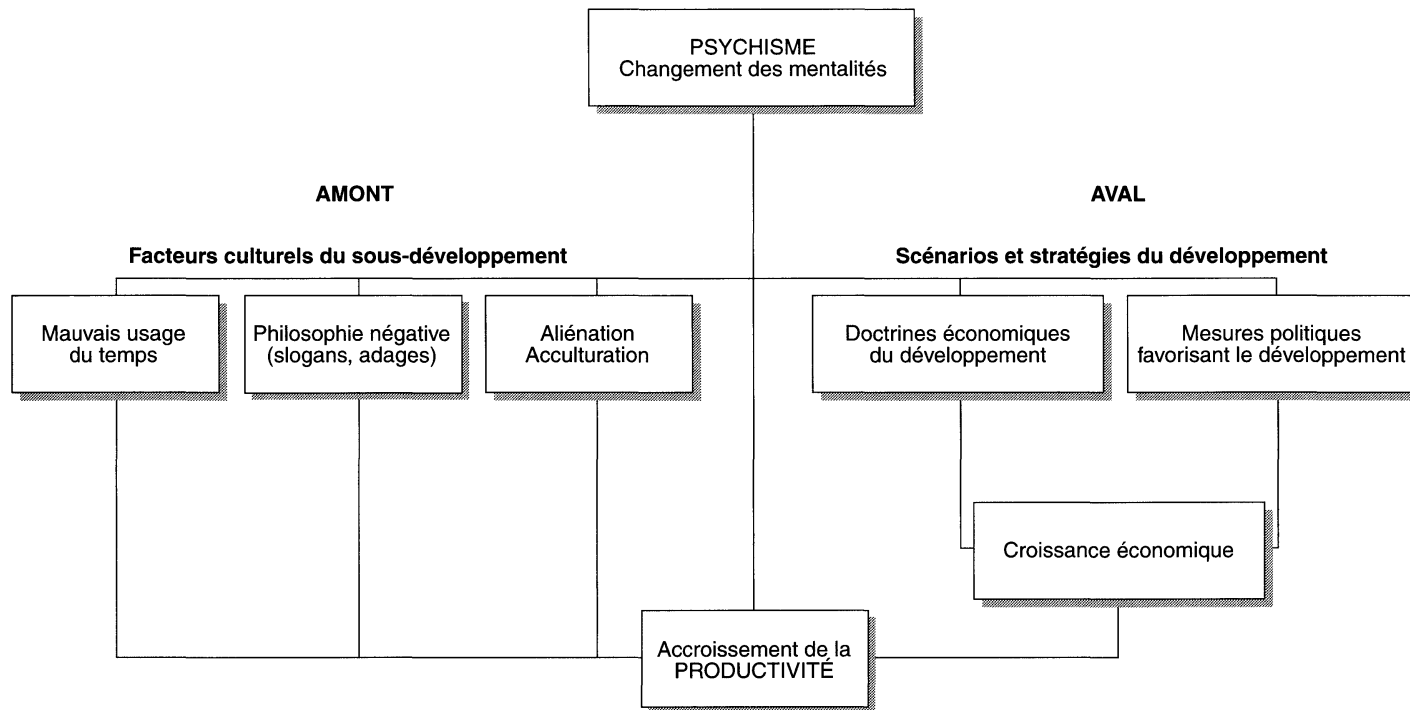 PSYCHISME
Changement des mentalités
AMONT
AVAL
Facteurs culturels du sous-développement
Scénarios et stratégies du développement
Mauvais usage
du temps
Philosophie négative
(slogans, adages)
Aliénation
Acculturation
Doctrines économiques
du développement
Mesures politiques
favorisant le développement
Croissance économique
Accroissement de la
PRODUCTIVITÉ